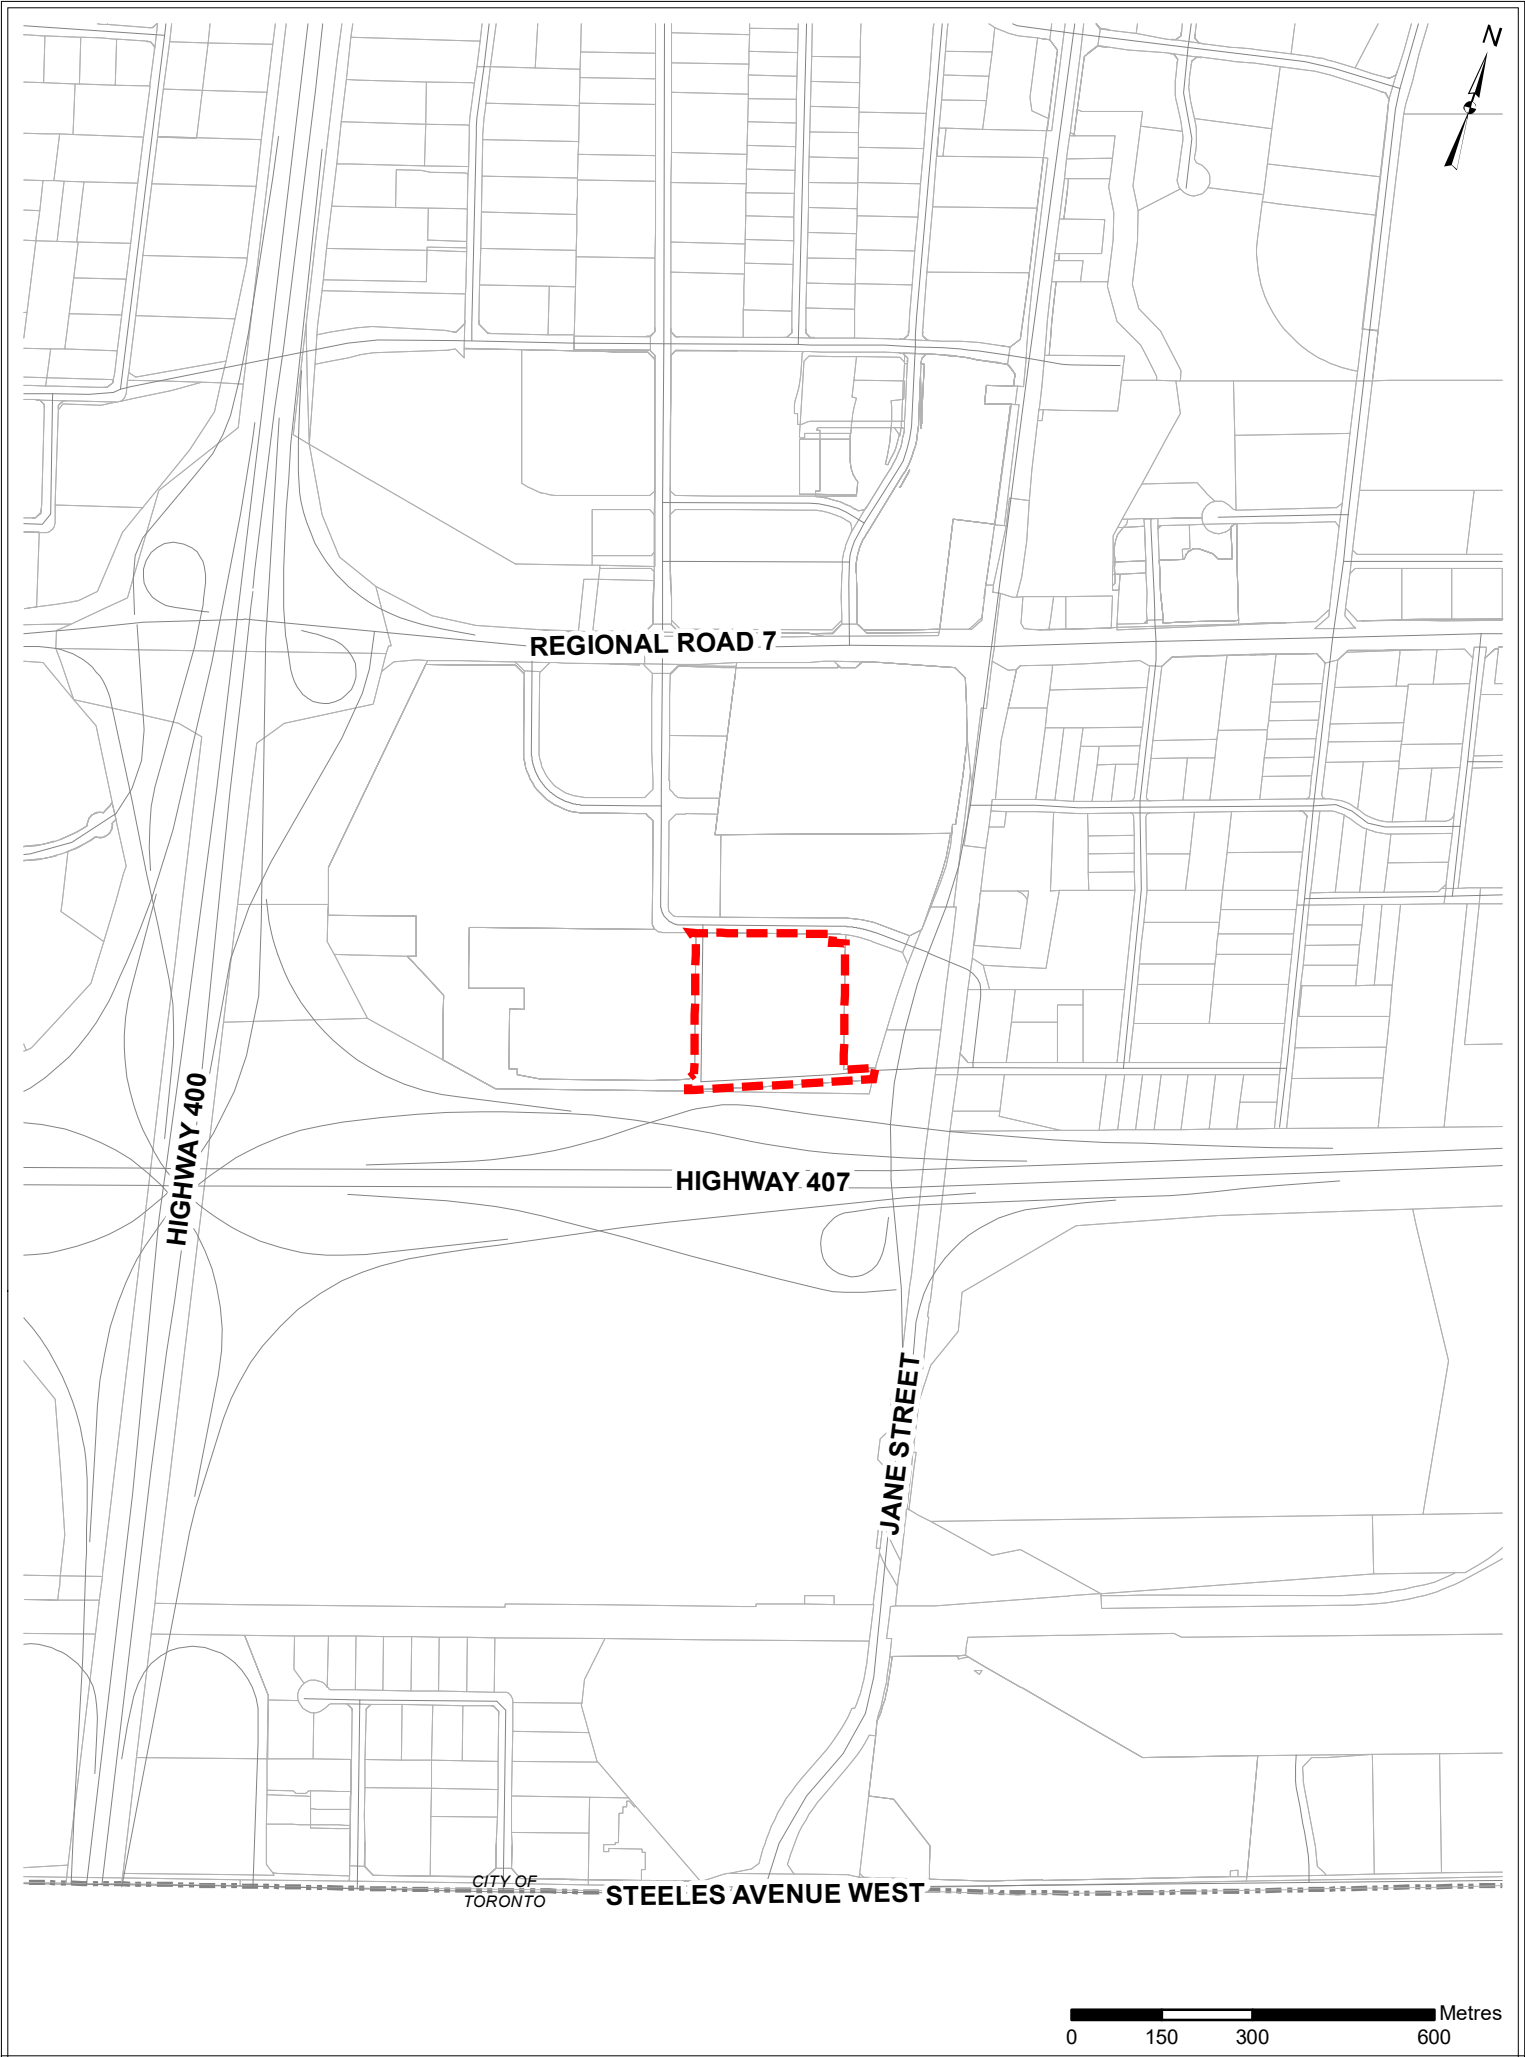 N
REGIONAL ROAD 7
HIGHWAY 400
HIGHWAY 407
JANE STREET
CITY OF
TORONTO
STEELES AVENUE WEST
Metres
0 150 300 600